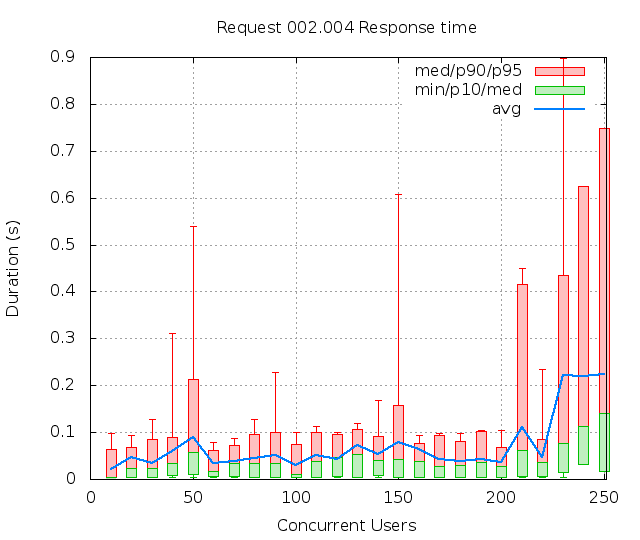 Request 002.004 Response time
0.9
0.8
0.7
0.6
0.5
0.4
0.3
0.2
0.1
0
0 50 100 150 200 250
Duration (s)
Concurrent Users
med/p90/p95
min/p10/med
avg